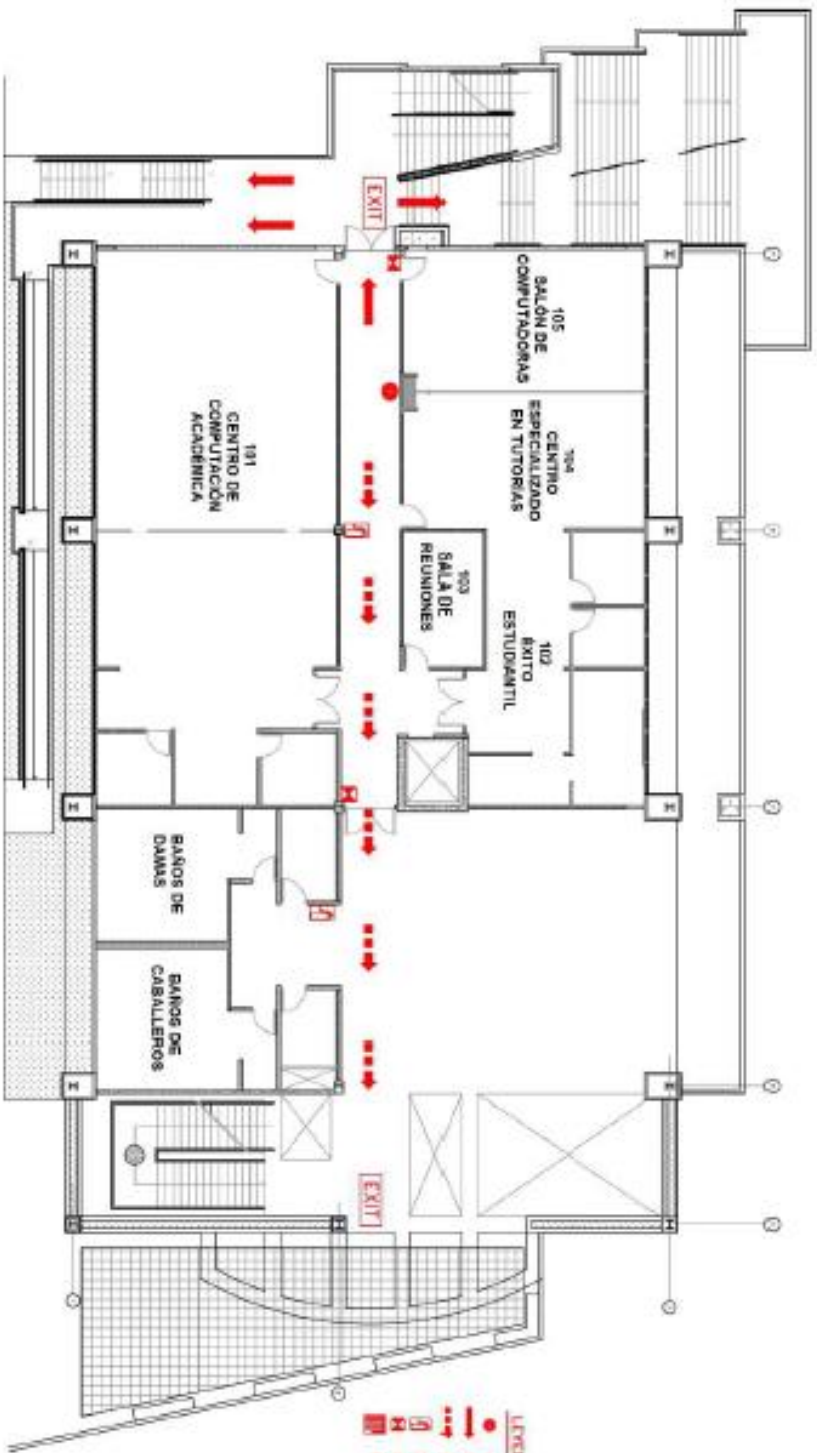 EXIT
105
SALÓN DE
COMPUTADORAS
104
CENTRO
ESPECIALIZADO
EN TUTORÍAS
103
SALA DE
REUNIONES
102
ÉXITO
ESTUDIANTIL
101
CENTRO DE
COMPUTACIÓN
ACADÉMICA
BAÑOS DE
DAMAS
BAÑOS DE
CABALLEROS
EXIT
LEYE